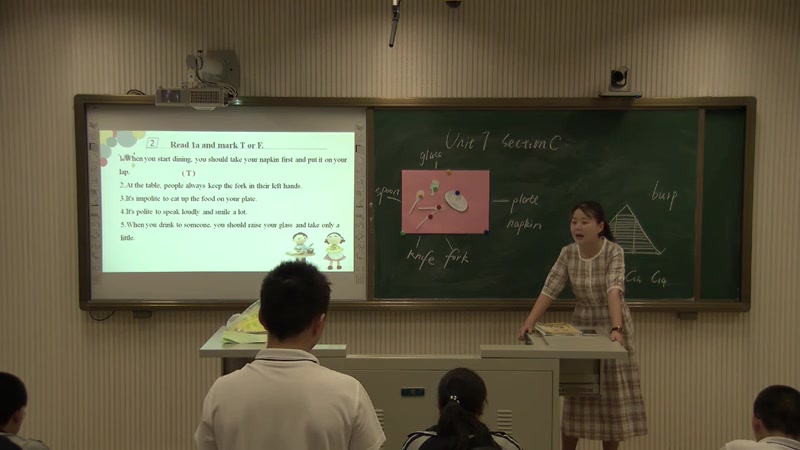 2 Read 1a and mark T or F.
1. When you start dining, you should take your napkin first and put it on your
lap. (T)
2.At the table, people always keep the fork in their left hands.
3.It's impolite to eat up the food on your plate.
4.It's polite to speak loudly and smile a lot.
5.When you drink to someone, you should raise your glass and take only a
little.
Unit 7 Section C
glass
spoon
plate
napkin
knife fork